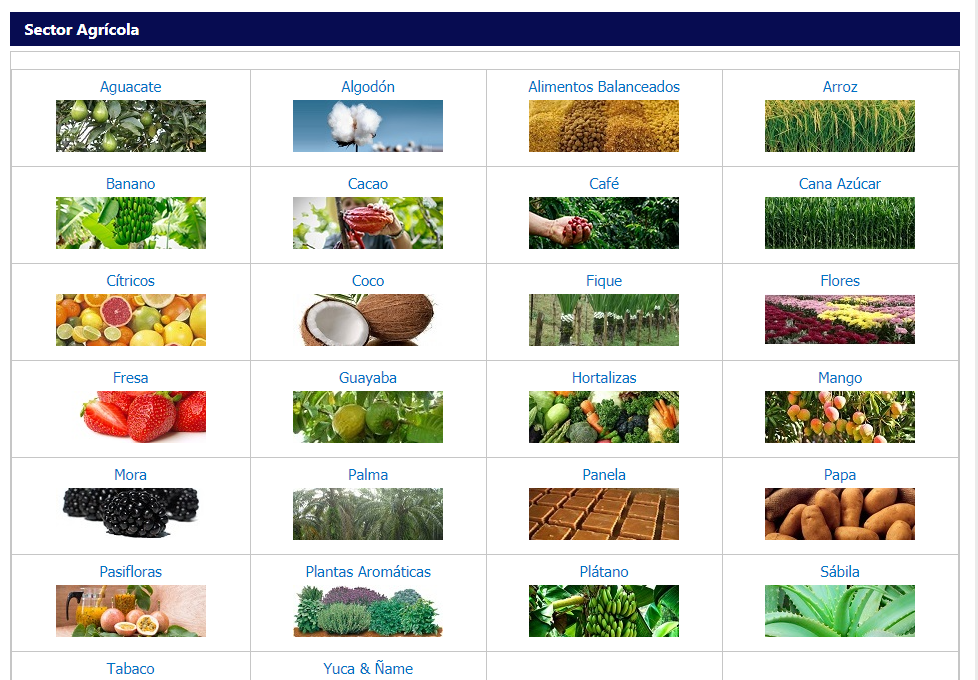 Sector Agrícola
Aguacate
Algodón
Alimentos Balanceados
Arroz
Banano
Cacao
Café
Cana Azúcar
Cítricos
Coco
Fique
Flores
Fresa
Guayaba
Hortalizas
Mango
Mora
Palma
Panela
Papa
Pasifloras
Plantas Aromáticas
Plátano
Sábila
Tabaco
Yuca & Ñame